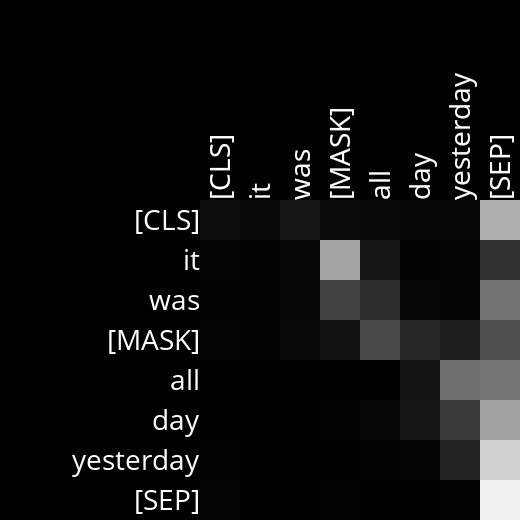 [CLS]
it
was
[MASK]
all
day
yesterday
[SEP]
[CLS]
it
was
[MASK]
all
day
yesterday
[SEP]